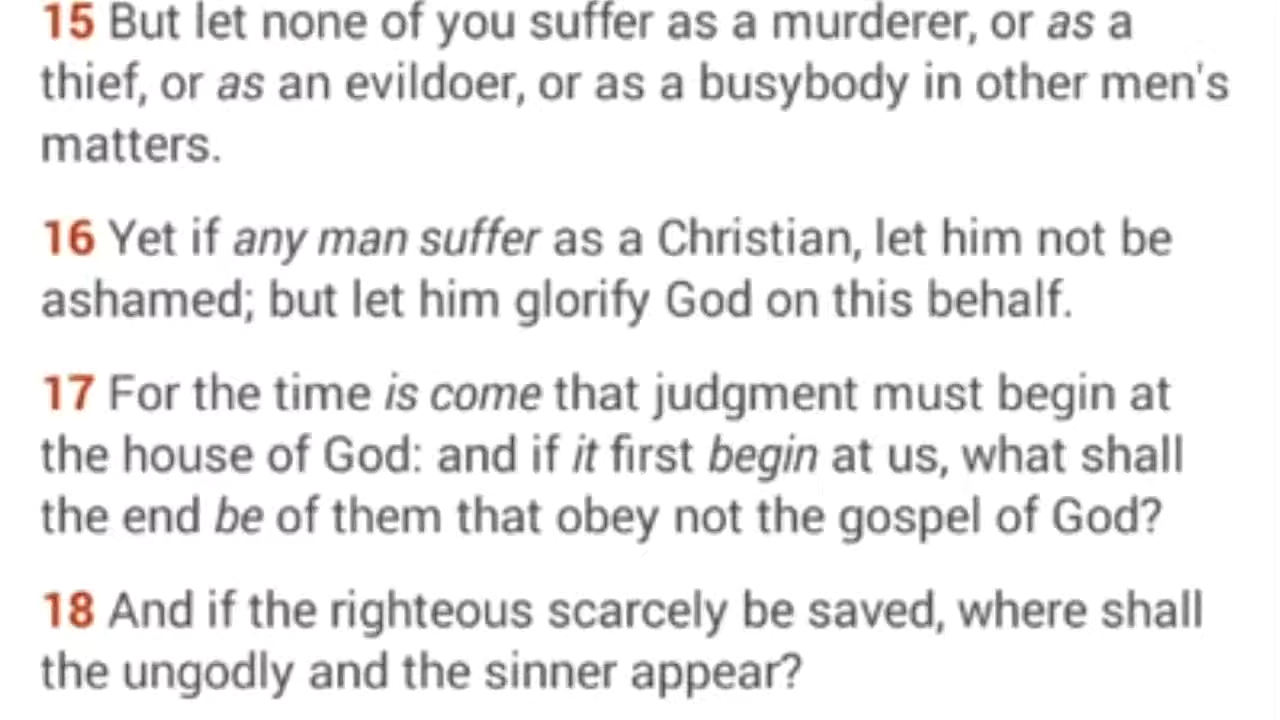 15 But let none of you suffer as a murderer, or as a
thief, or as an evildoer, or as a busybody in other men's
matters.
16 Yet if any man suffer as a Christian, let him not be
ashamed; but let him glorify God on this behalf.
17 For the time is come that judgment must begin at
the house of God: and if it first begin at us, what shall
the end be of them that obey not the gospel of God?
18 And if the righteous scarcely be saved, where shall
the ungodly and the sinner appear?